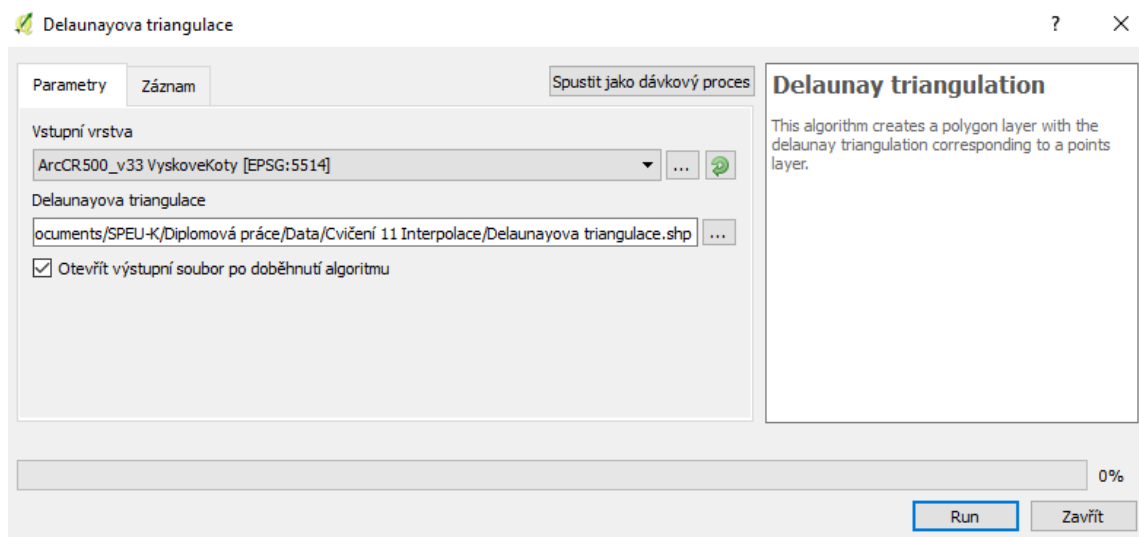 Delaunayova triangulace
?
Parametry
Záznam
Spustit jako dávkový proces
Vstupní vrstva
ArcCR500_v33 VyskoveKoty [EPSG:5514]
...
Delaunayova triangulace
ocuments/SPEU-K/Diplomová práce/Data/Cvičení 11 Interpolace/Delaunayova triangulace.shp
...
Otevřít výstupní soubor po doběhnutí algoritmu
Delaunay triangulation
This algorithm creates a polygon layer with the
delaunay triangulation corresponding to a points
layer.
0%
Run
Zavřít